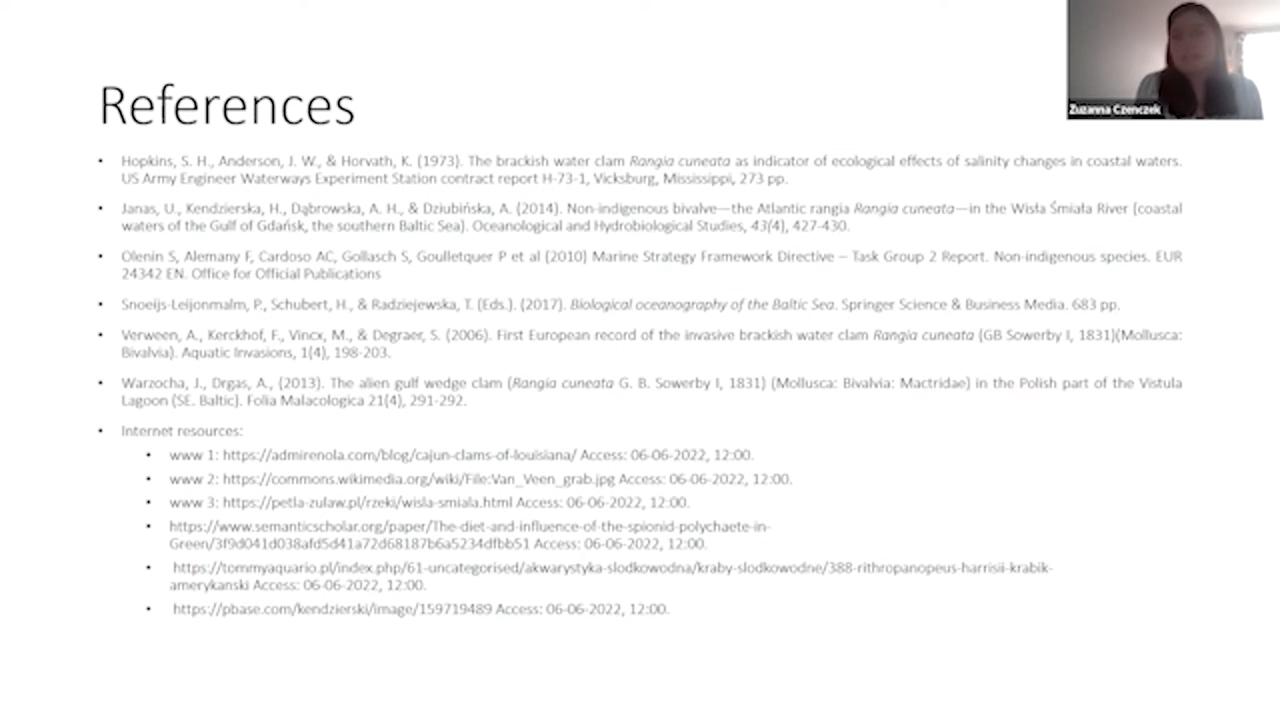 References
Zuzanna Czenczek
• Hopkins, S. H., Anderson, J. W., & Horvath, K. (1973). The brackish water clam Rangia cuneata as indicator of ecological effects of salinity changes in coastal waters.
US Army Engineer Waterways Experiment Station contract report H-73-1, Vicksburg, Mississippi, 273 pp.
• Janas, U., Kendzierska, H., Dąbrowska, A. H., & Dziubińska, A. (2014). Non-indigenous bivalve—the Atlantic rangia Rangia cuneata—in the Wisła Śmiała River (coastal
waters of the Gulf of Gdańsk, the southern Baltic Sea). Oceanological and Hydrobiological Studies, 43(4), 427-430.
• Olenin S, Alemany F, Cardoso AC, Gollasch S, Goulletquer P et al (2010) Marine Strategy Framework Directive – Task Group 2 Report. Non-indigenous species. EUR
24342 EN. Office for Official Publications
• Snoeijs-Leijonmalm, P., Schubert, H., & Radziejewska, T. (Eds.). (2017). Biological oceanography of the Baltic Sea. Springer Science & Business Media. 683 pp.
• Verween, A., Kerckhof, F., Vincx, M., & Degraer, S. (2006). First European record of the invasive brackish water clam Rangia cuneata (GB Sowerby I, 1831)(Mollusca:
Bivalvia). Aquatic Invasions, 1(4), 198-203.
• Warzocha, J., Drgas, A., (2013). The alien gulf wedge clam (Rangia cuneata G. B. Sowerby I, 1831) (Mollusca: Bivalvia: Mactridae) in the Polish part of the Vistula
Lagoon (SE. Baltic). Folia Malacologica 21(4), 291-292.
• Internet resources:
• www 1: https://admirenola.com/blog/cajun-clams-of-louisiana/ Access: 06-06-2022, 12:00.
• www 2: https://commons.wikimedia.org/wiki/File:Van_Veen_grab.jpg Access: 06-06-2022, 12:00.
• www 3: https://petla-zulaw.pl/rzeki/wisla-smiala.html Access: 06-06-2022, 12:00.
• https://www.semanticscholar.org/paper/The-diet-and-influence-of-the-spionid-polychaete-in-
Green/3f9d041d038afd5d41a72d68187b6a5234dfbb51 Access: 06-06-2022, 12:00.
• https://tommyaquario.pl/index.php/61-uncategorised/akwarystyka-slodkowodna/kraby-slodkowodne/388-rithropanopeus-harrisii-krabik-
amerykanski Access: 06-06-2022, 12:00.
• https://pbase.com/kendzierski/image/159719489 Access: 06-06-2022, 12:00.